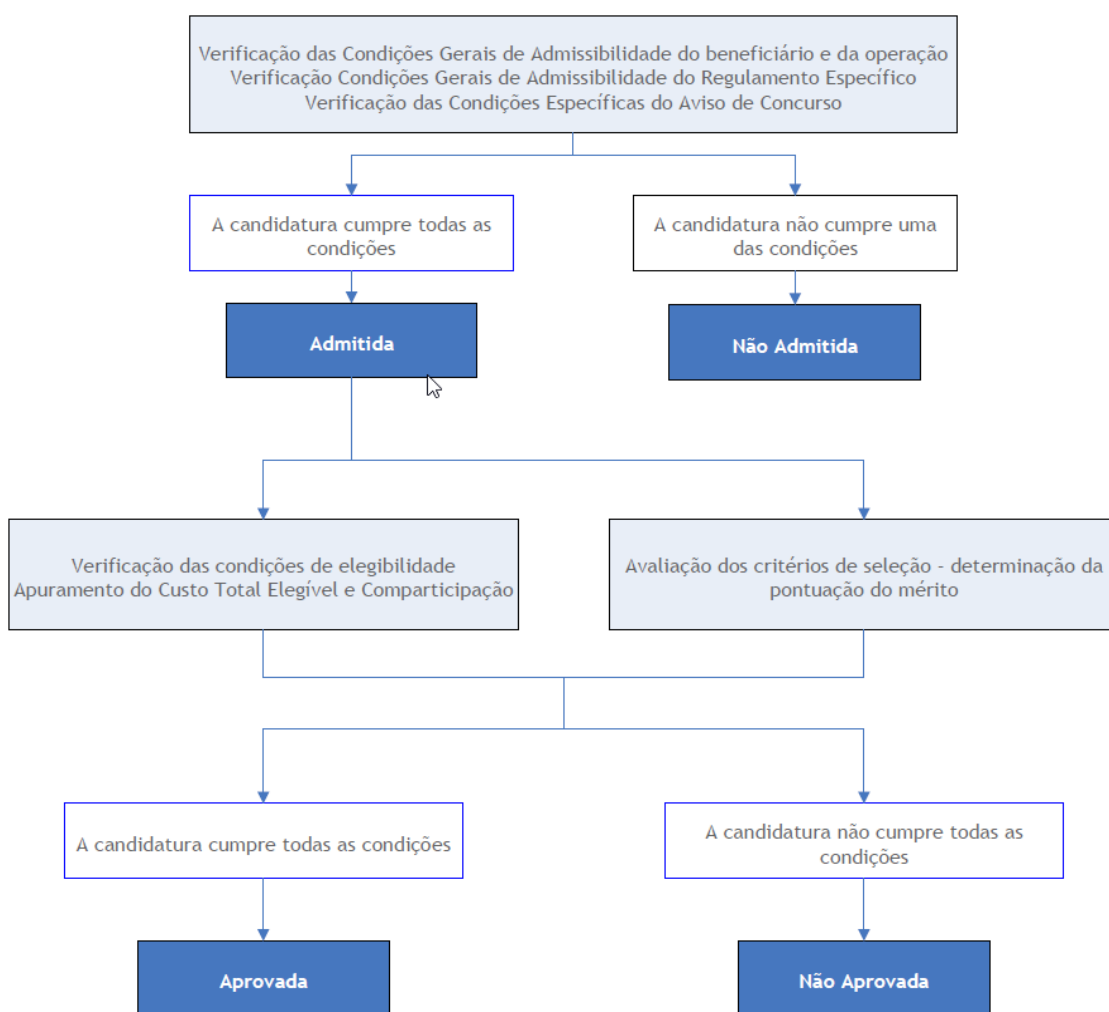 Verificação das Condições Gerais de Admissibilidade do beneficiário e da operação
Verificação Condições Gerais de Admissibilidade do Regulamento Específico
Verificação das Condições Específicas do Aviso de Concurso
A candidatura cumpre todas as
condições
A candidatura não cumpre uma
das condições
Admitida
Não Admitida
Verificação das condições de elegibilidade
Apuramento do Custo Total Elegível e Comparticipação
Avaliação dos critérios de seleção - determinação da
pontuação do mérito
A candidatura cumpre todas as condições
A candidatura não cumpre todas as
condições
Aprovada
Não Aprovada